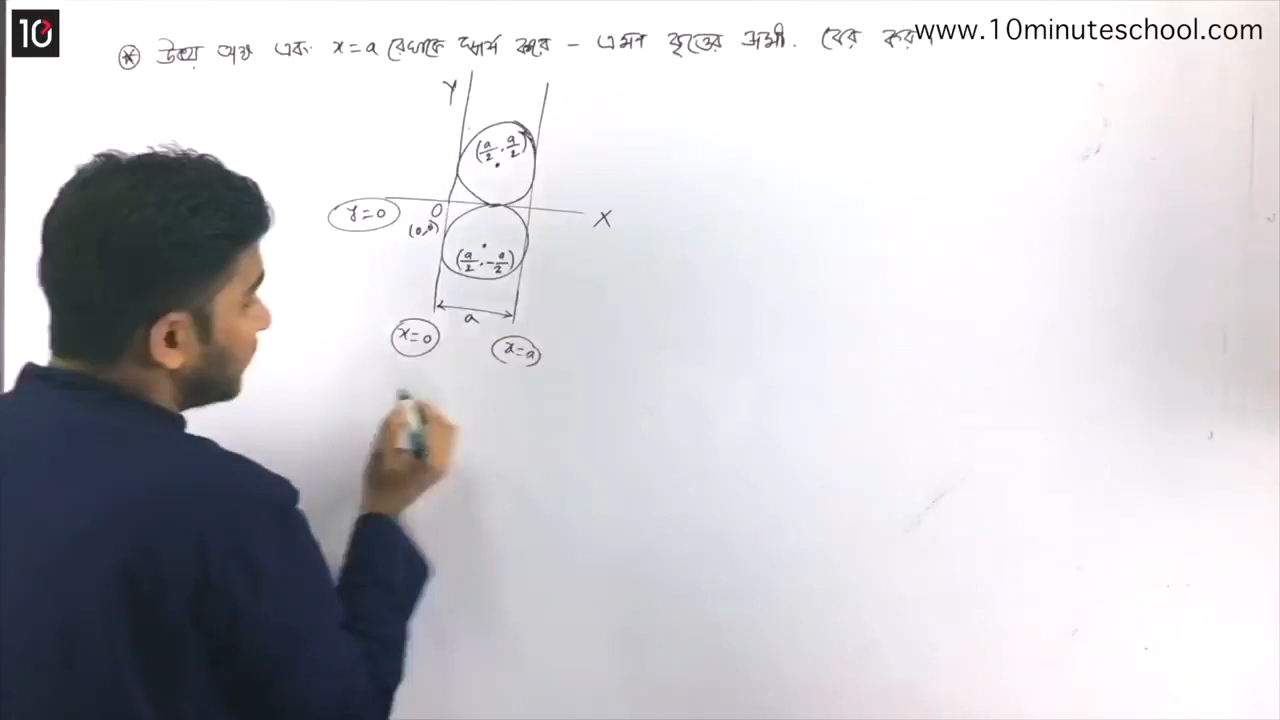 10
www.10minuteschool.com
* উভয় অক্ষ এবং x=a রেখাকে স্পর্শ করে – এমন বৃত্তের সমী. বের কর।
Y
(a/2, a/2)
y=0
O
X
(0,0)
(a/2, -a/2)
a
x=0
x=a